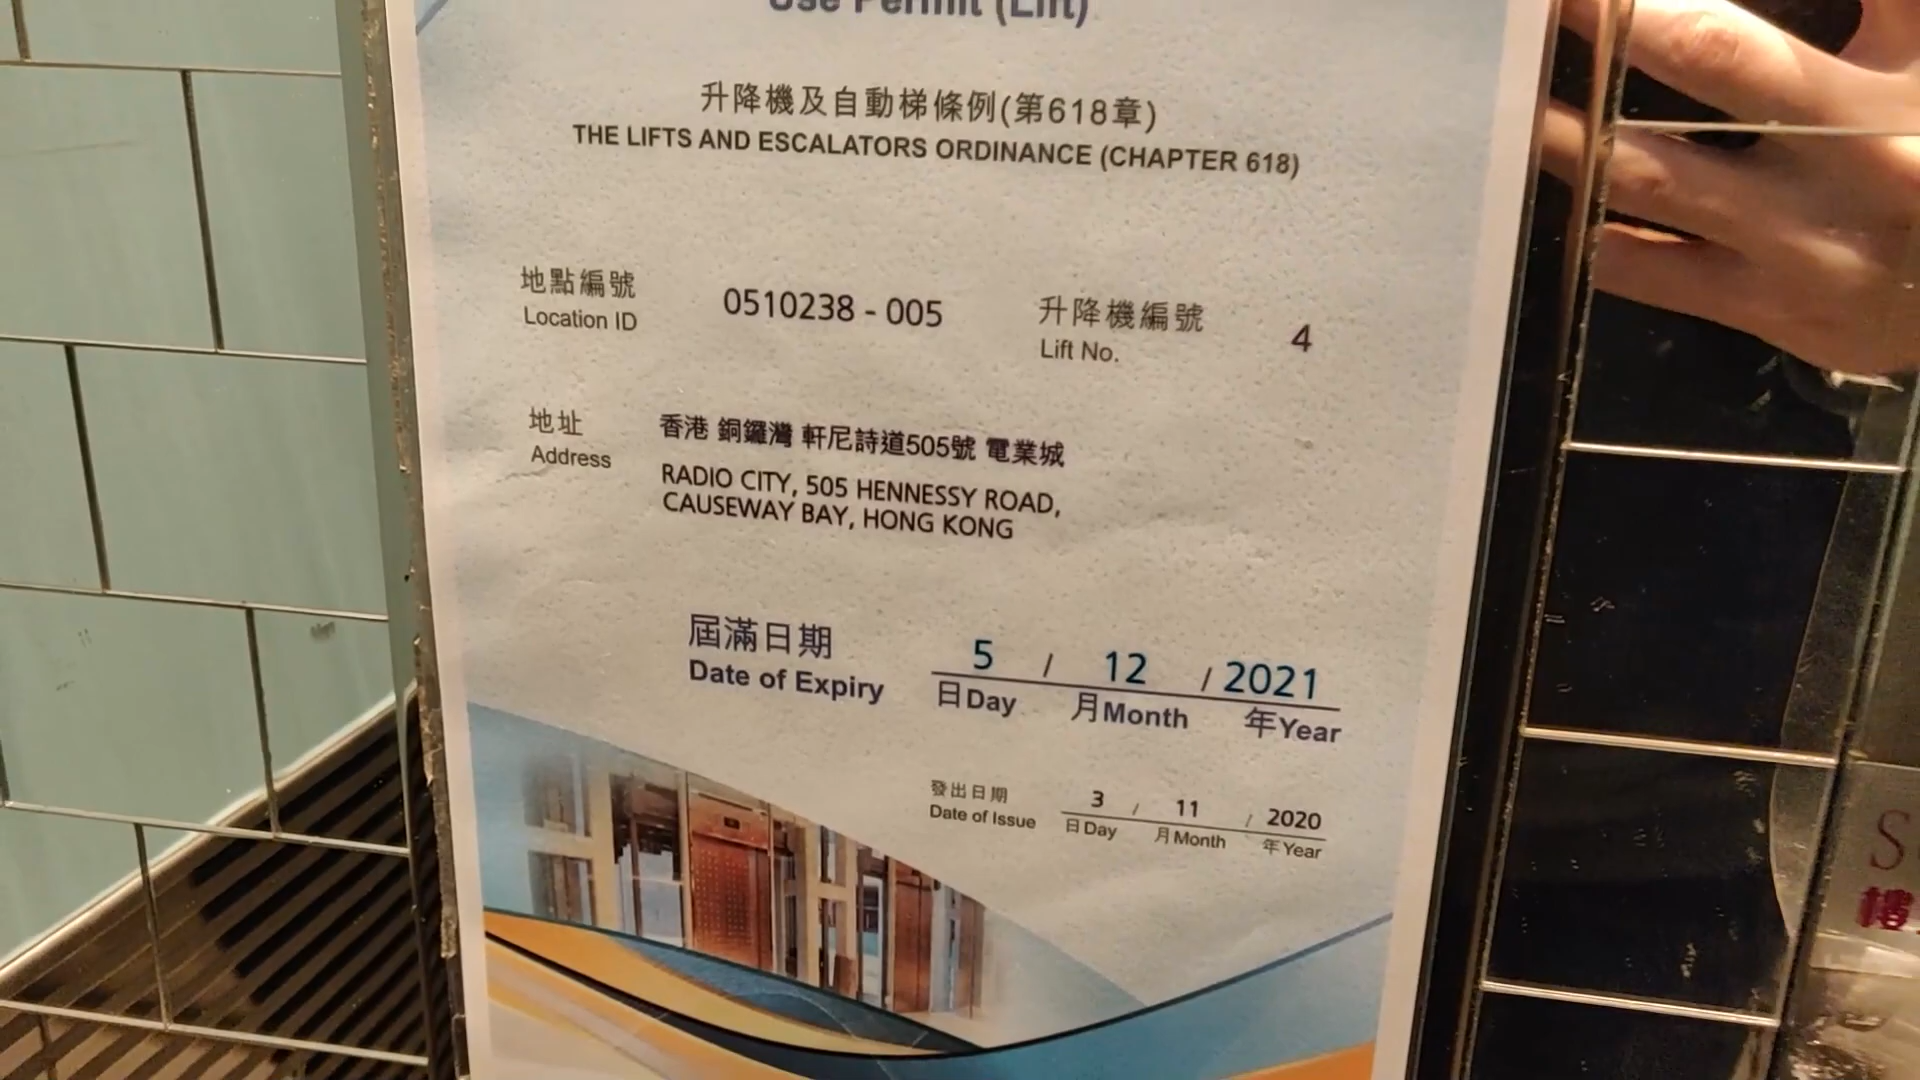 Use Permit (Lift)
升降機及自動梯條例(第618章)
THE LIFTS AND ESCALATORS ORDINANCE (CHAPTER 618)
地點編號 0510238 - 005 升降機編號 4
Location ID Lift No.
地址 香港 銅鑼灣 軒尼詩道505號 電業城
Address RADIO CITY, 505 HENNESSY ROAD,
CAUSEWAY BAY, HONG KONG
屆滿日期 5 / 12 / 2021
Date of Expiry 日Day 月Month 年Year
發出日期 3 / 11 / 2020
Date of Issue 日Day 月Month 年Year
樓